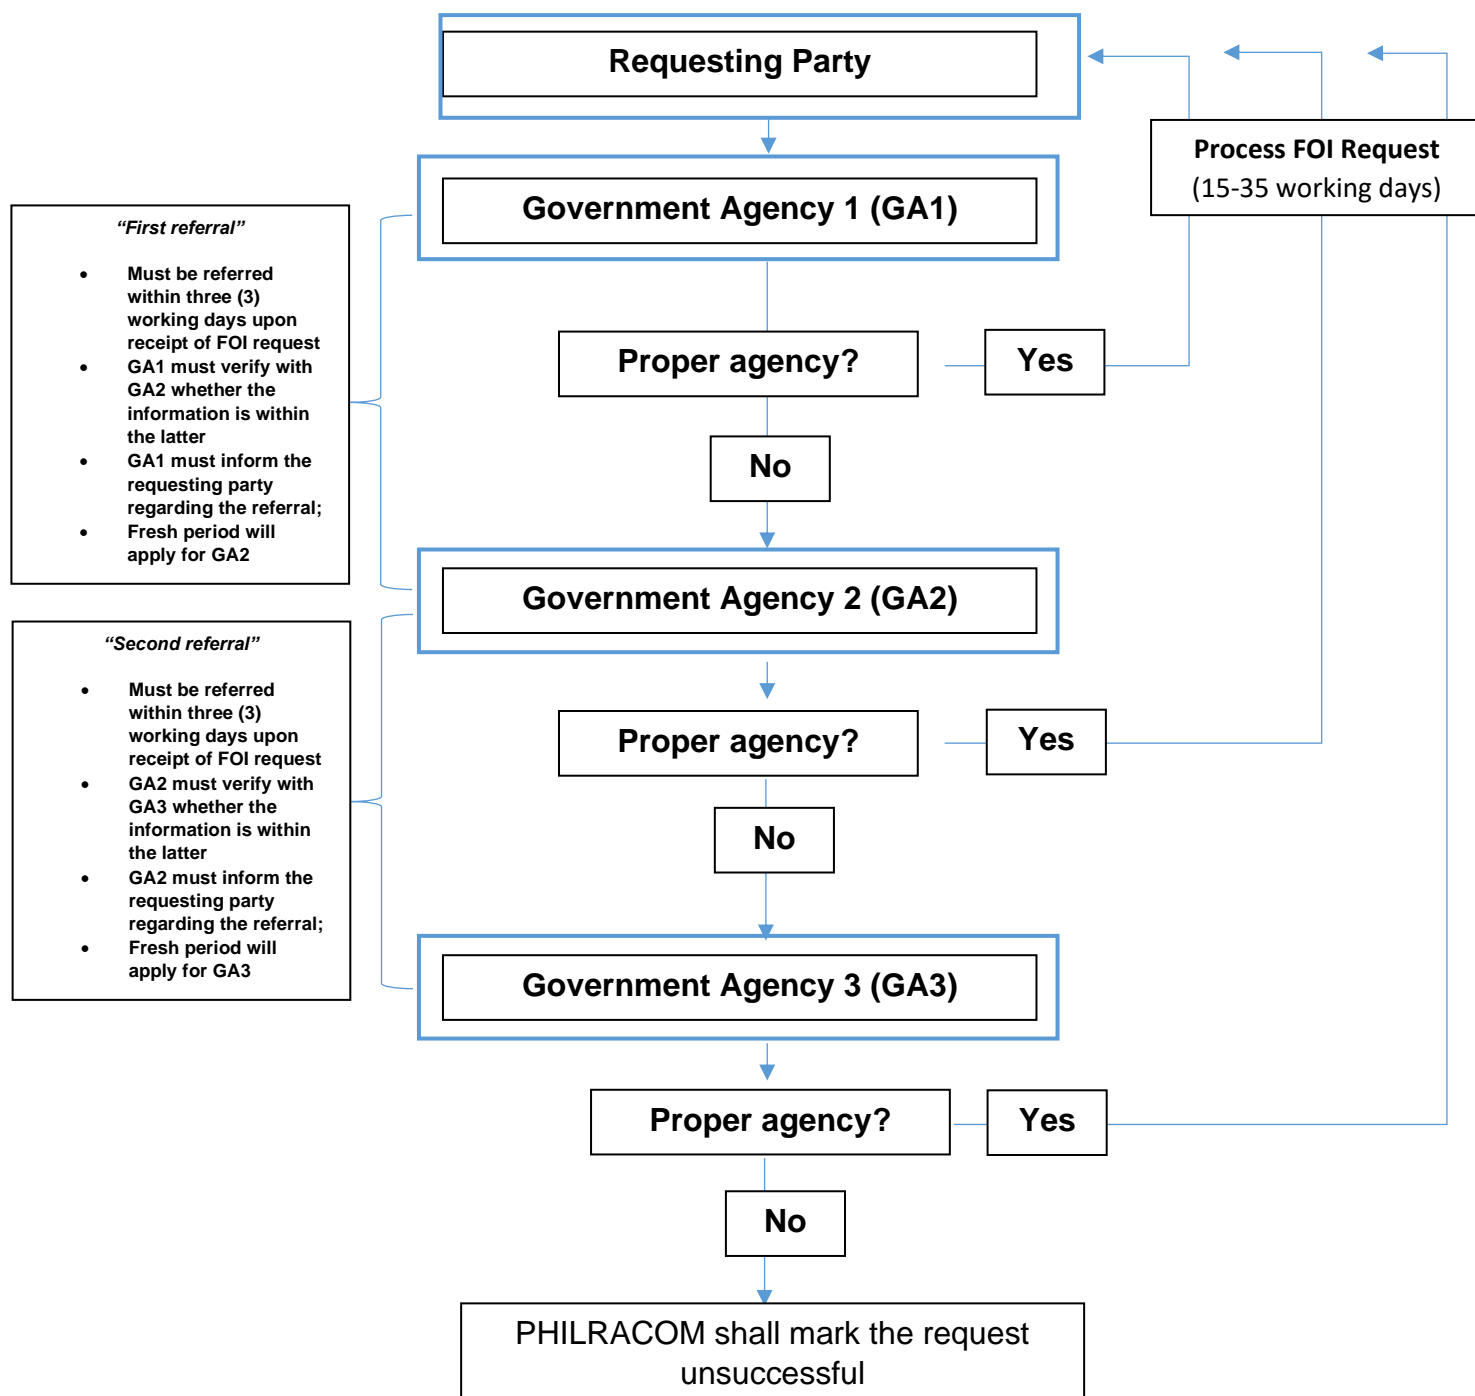 Requesting Party
Process FOI Request
(15-35 working days)
Government Agency 1 (GA1)
“First referral”
• Must be referred
within three (3)
working days upon
receipt of FOI request
• GA1 must verify with
GA2 whether the
information is within
the latter
• GA1 must inform the
requesting party
regarding the referral;
• Fresh period will
apply for GA2
Proper agency?
Yes
No
Government Agency 2 (GA2)
“Second referral”
• Must be referred
within three (3)
working days upon
receipt of FOI request
• GA2 must verify with
GA3 whether the
information is within
the latter
• GA2 must inform the
requesting party
regarding the referral;
• Fresh period will
apply for GA3
Proper agency?
Yes
No
Government Agency 3 (GA3)
Proper agency?
Yes
No
PHILRACOM shall mark the request
unsuccessful